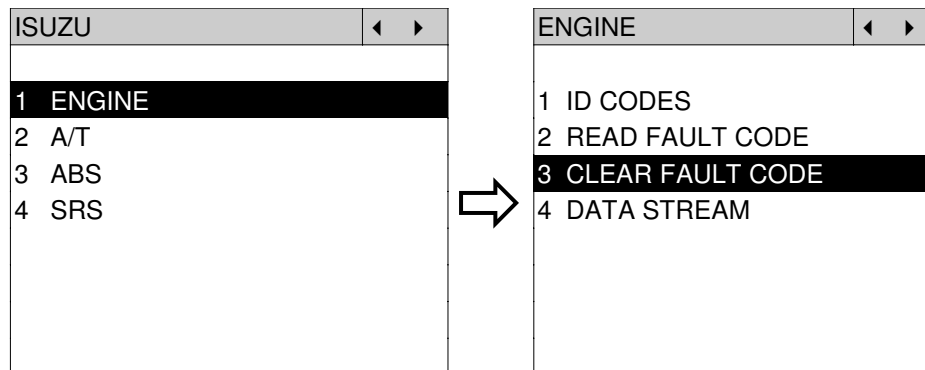 ISUZU
1 ENGINE
2 A/T
3 ABS
4 SRS
ENGINE
1 ID CODES
2 READ FAULT CODE
3 CLEAR FAULT CODE
4 DATA STREAM